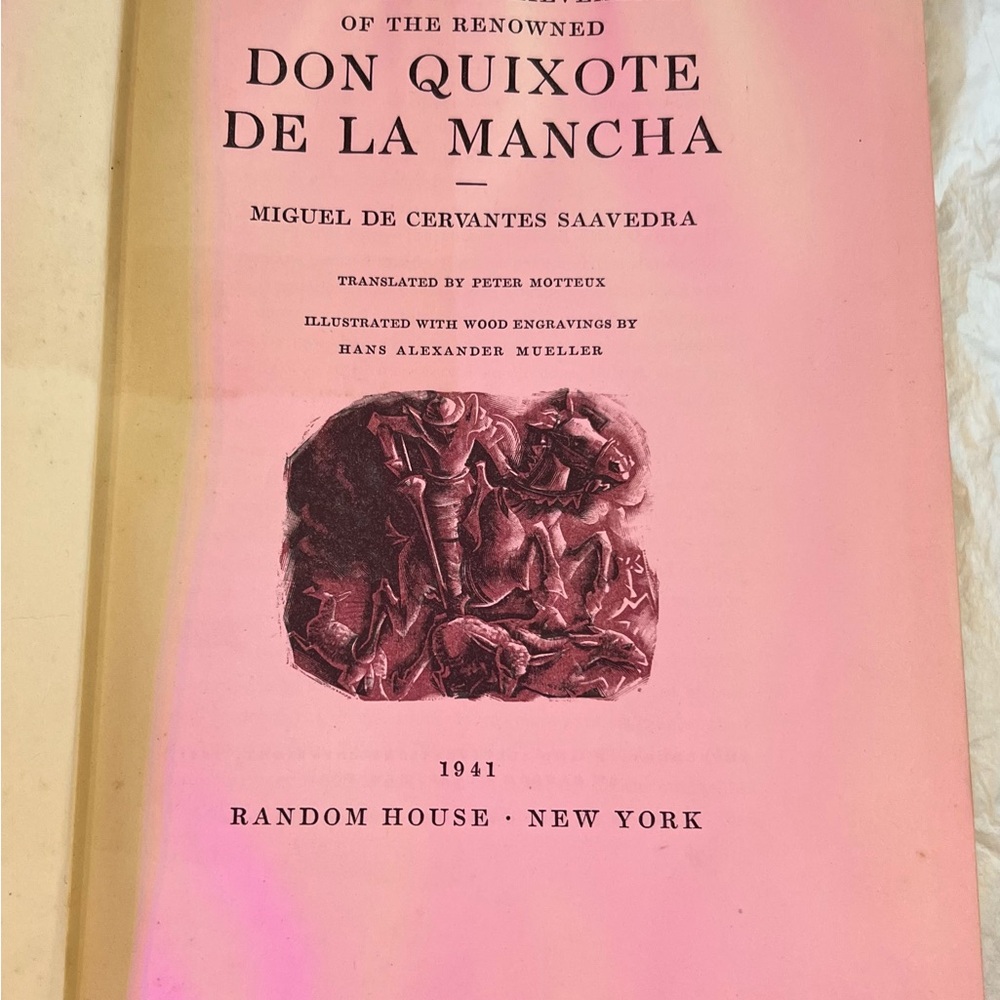 OF THE RENOWNED
DON QUIXOTE
DE LA MANCHA
MIGUEL DE CERVANTES SAAVEDRA
TRANSLATED BY PETER MOTTEUX
ILLUSTRATED WITH WOOD ENGRAVINGS BY
HANS ALEXANDER MUELLER
1941
RANDOM HOUSE · NEW YORK